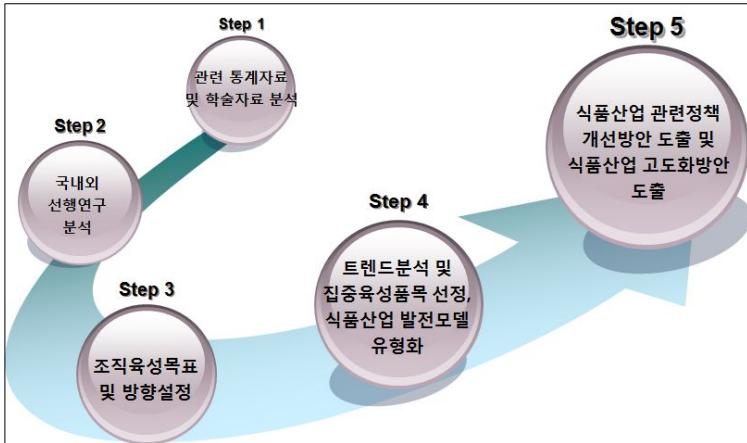 Step 1
관련 통계자료
및 학술자료 분석
Step 2
국내외
선행연구
분석
Step 3
조직육성목표
및 방향설정
Step 4
트렌드분석 및
집중육성품목 선정,
식품산업 발전모델
유형화
Step 5
식품산업 관련정책
개선방안 도출 및
식품산업 고도화방안
도출